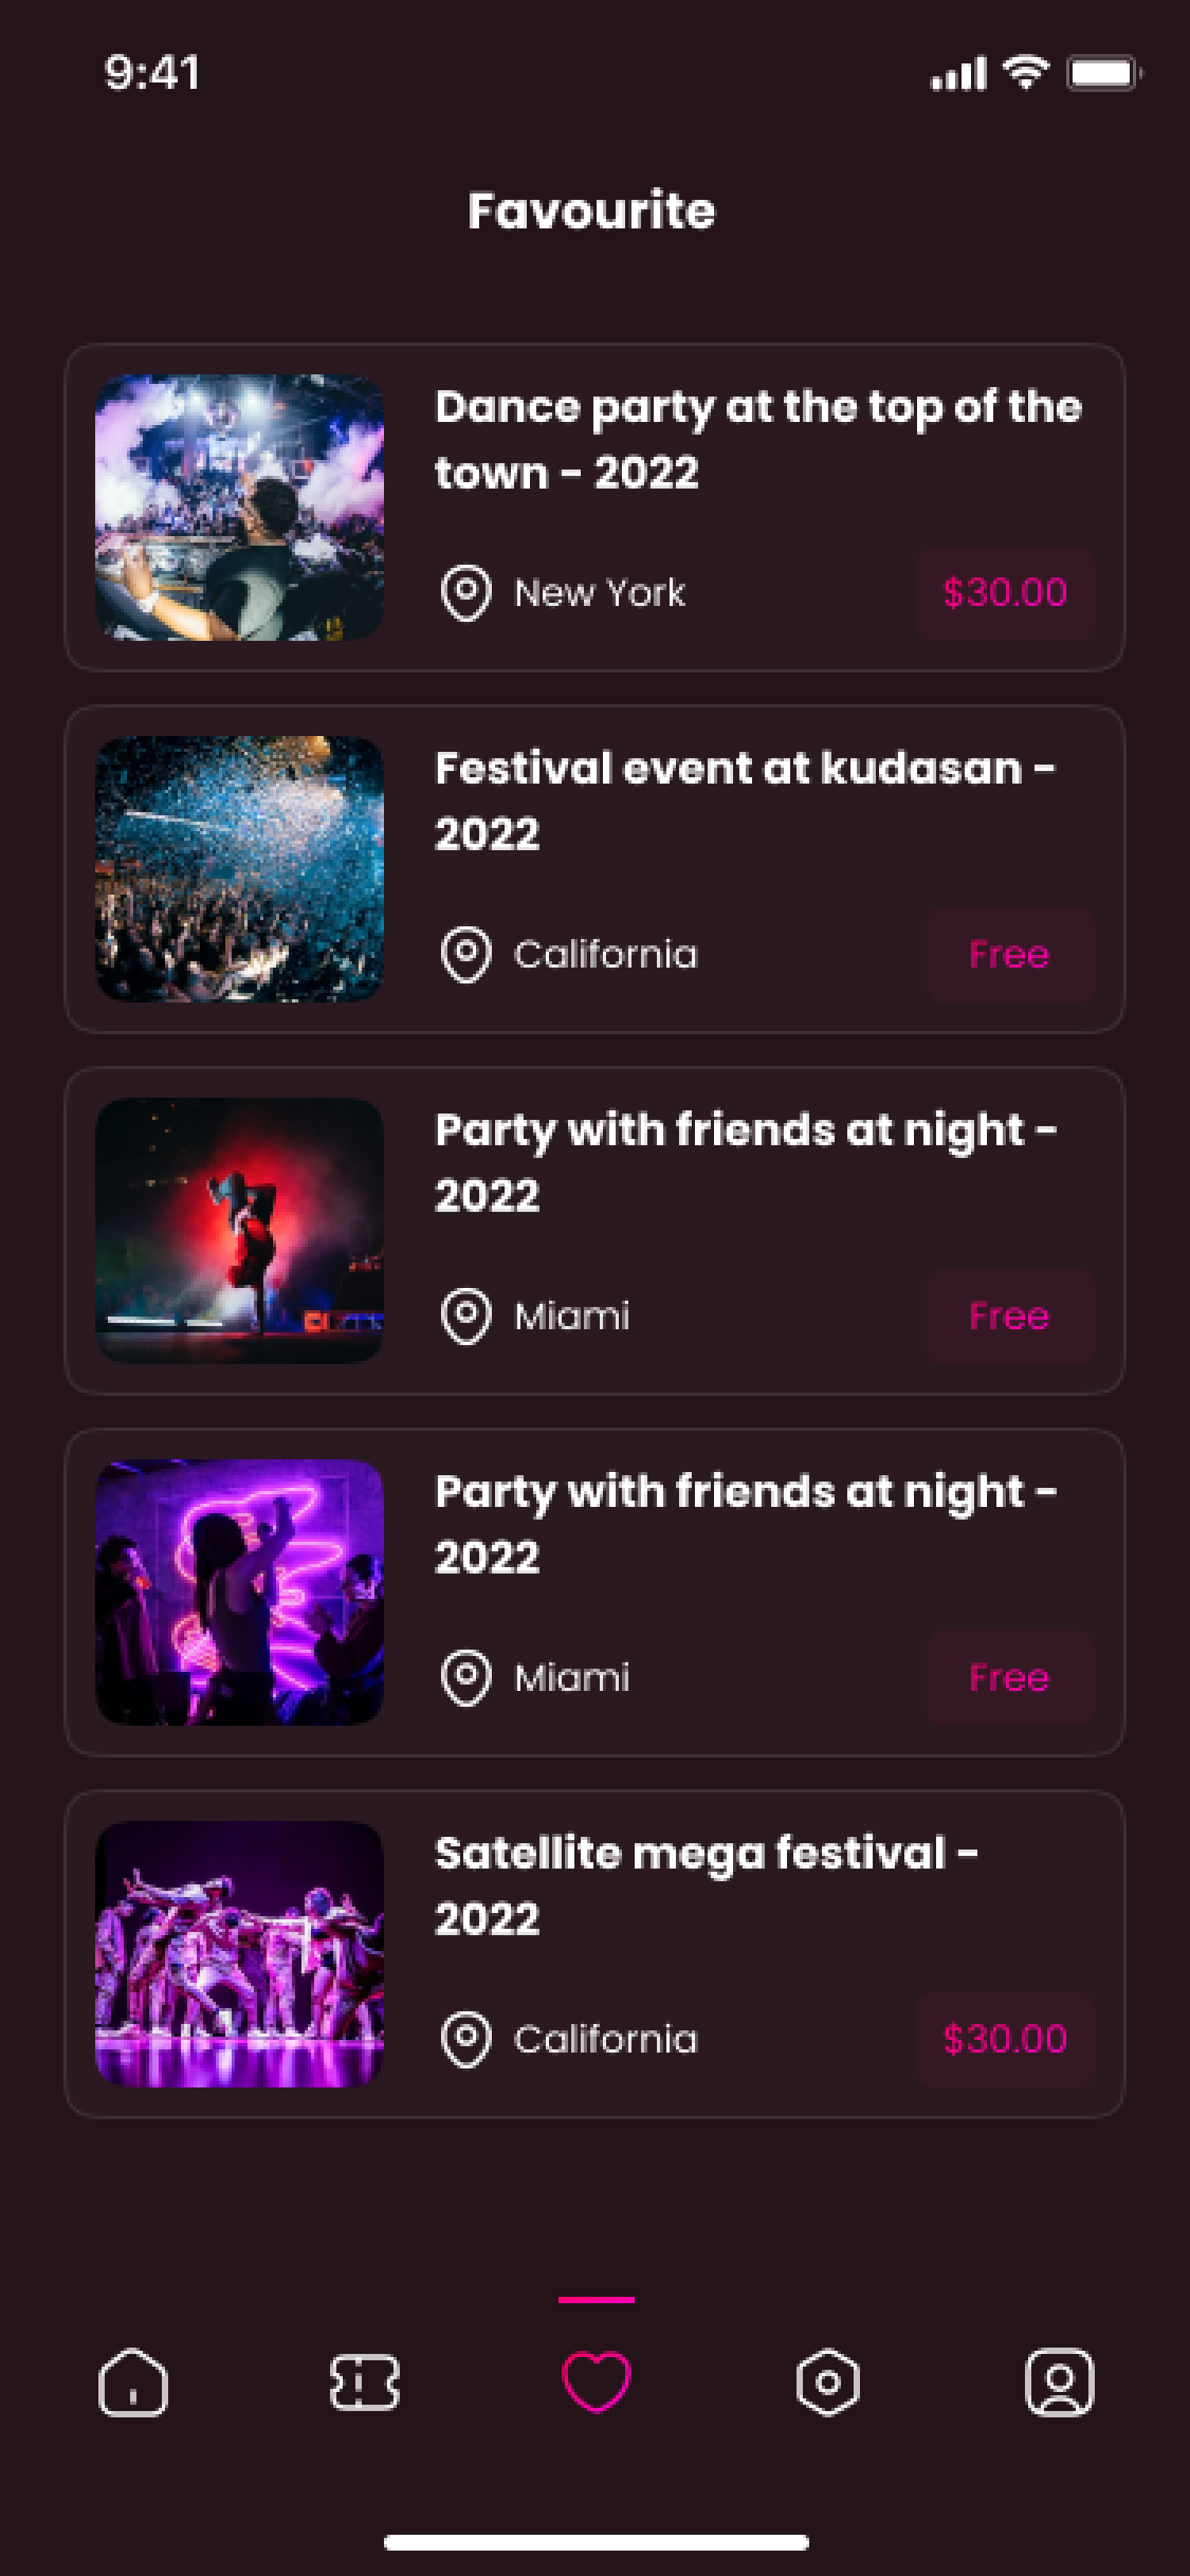 9:41
Favourite
Dance party at the top of the
town - 2022
New York
$30.00
Festival event at kudasan -
2022
California
Free
Party with friends at night -
2022
Miami
Free
Party with friends at night -
2022
Miami
Free
Satellite mega festival -
2022
California
$30.00